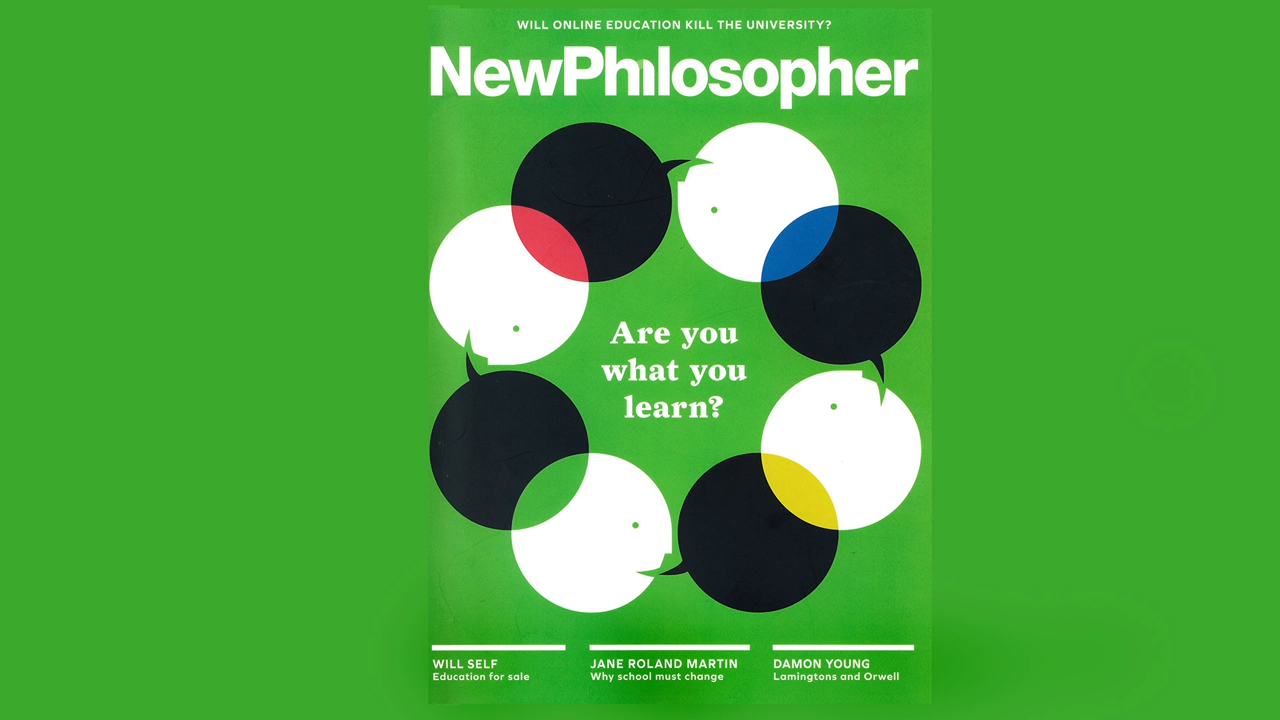 WILL ONLINE EDUCATION KILL THE UNIVERSITY?
NewPhilosopher
Are you
what you
learn?
WILL SELF
Education for sale
JANE ROLAND MARTIN
Why school must change
DAMON YOUNG
Lamingtons and Orwell